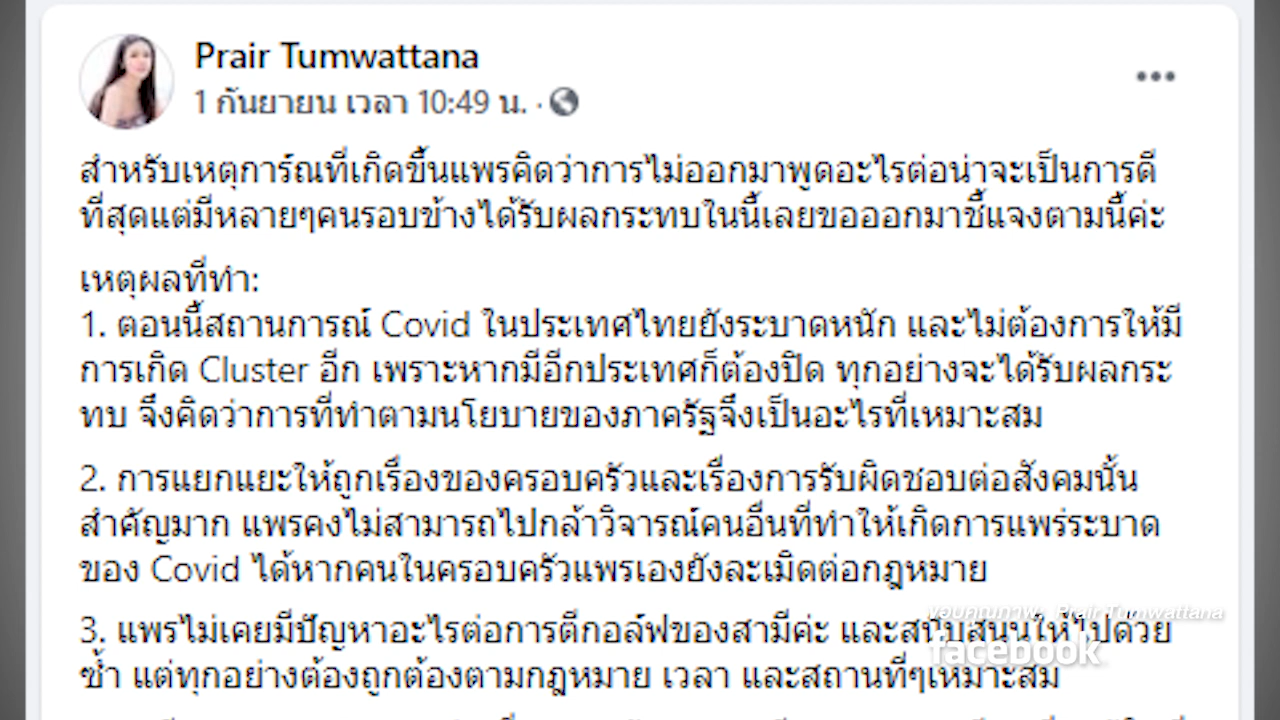 Prair Tumwattana
1 กันยายน เวลา 10:49 น. ·
สำหรับเหตุการ์ณที่เกิดขึ้นแพรคิดว่าการไม่ออกมาพูดอะไรต่อน่าจะเป็นการดี
ที่สุดแต่มีหลายๆคนรอบข้างได้รับผลกระทบในนี้เลยขอออกมาชี้แจงตามนี้ค่ะ
เหตุผลที่ทำ:
1. ตอนนี้สถานการณ์ Covid ในประเทศไทยยังระบาดหนัก และไม่ต้องการให้มี
การเกิด Cluster อีก เพราะหากมีอีกประเทศก็ต้องปิด ทุกอย่างจะได้รับผลกระ
ทบ จึงคิดว่าการที่ทำตามนโยบายของภาครัฐจึงเป็นอะไรที่เหมาะสม
2. การแยกแยะให้ถูกเรื่องของครอบครัวและเรื่องการรับผิดชอบต่อสังคมนั้น
สำคัญมาก แพรคงไม่สามารถไปกล้าวิจารณ์คนอื่นที่ทำให้เกิดการแพร่ระบาด
ของ Covid ได้หากคนในครอบครัวแพรเองยังละเมิดต่อกฎหมาย
ขอบคุณภาพ : Prair Tumwattana
3. แพรไม่เคยมีปัญหาอะไรต่อการตีกอล์ฟของสามีค่ะ และสนับสนุนให้ไปด้วย
facebook
ซ้ำ แต่ทุกอย่างต้องถูกต้องตามกฎหมาย เวลา และสถานที่ๆเหมาะสม